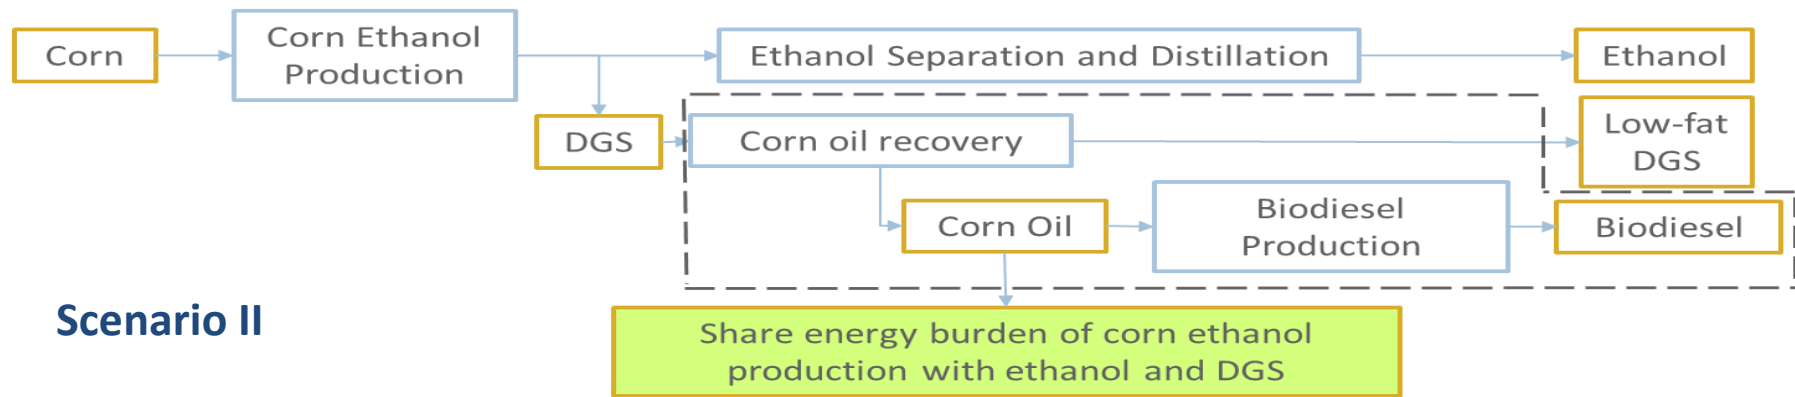 Corn
Corn Ethanol
Production
Ethanol Separation and Distillation
Ethanol
DGS
Corn oil recovery
Low-fat
DGS
Corn Oil
Biodiesel
Production
Biodiesel
Scenario II
Share energy burden of corn ethanol
production with ethanol and DGS